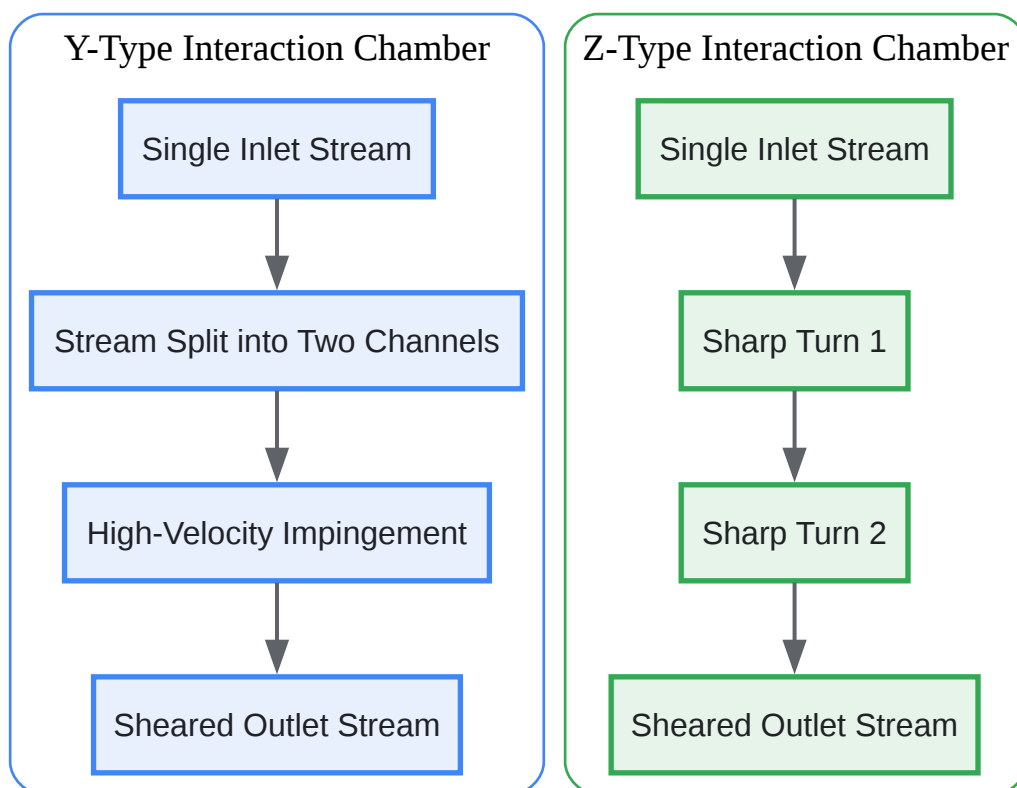 Y-Type Interaction Chamber
Single Inlet Stream
Stream Split into Two Channels
High-Velocity Impingement
Sheared Outlet Stream
Z-Type Interaction Chamber
Single Inlet Stream
Sharp Turn 1
Sharp Turn 2
Sheared Outlet Stream